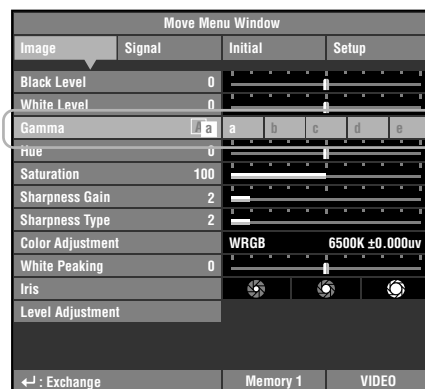 Move Menu Window
Image Signal Initial Setup
Black Level 0
White Level 0
Gamma A a a b c d e
Hue 0
Saturation 100
Sharpness Gain 2
Sharpness Type 2
Color Adjustment WRGB 6500K ±0.000uv
White Peaking 0
Iris
Level Adjustment
↵ : Exchange Memory 1 VIDEO